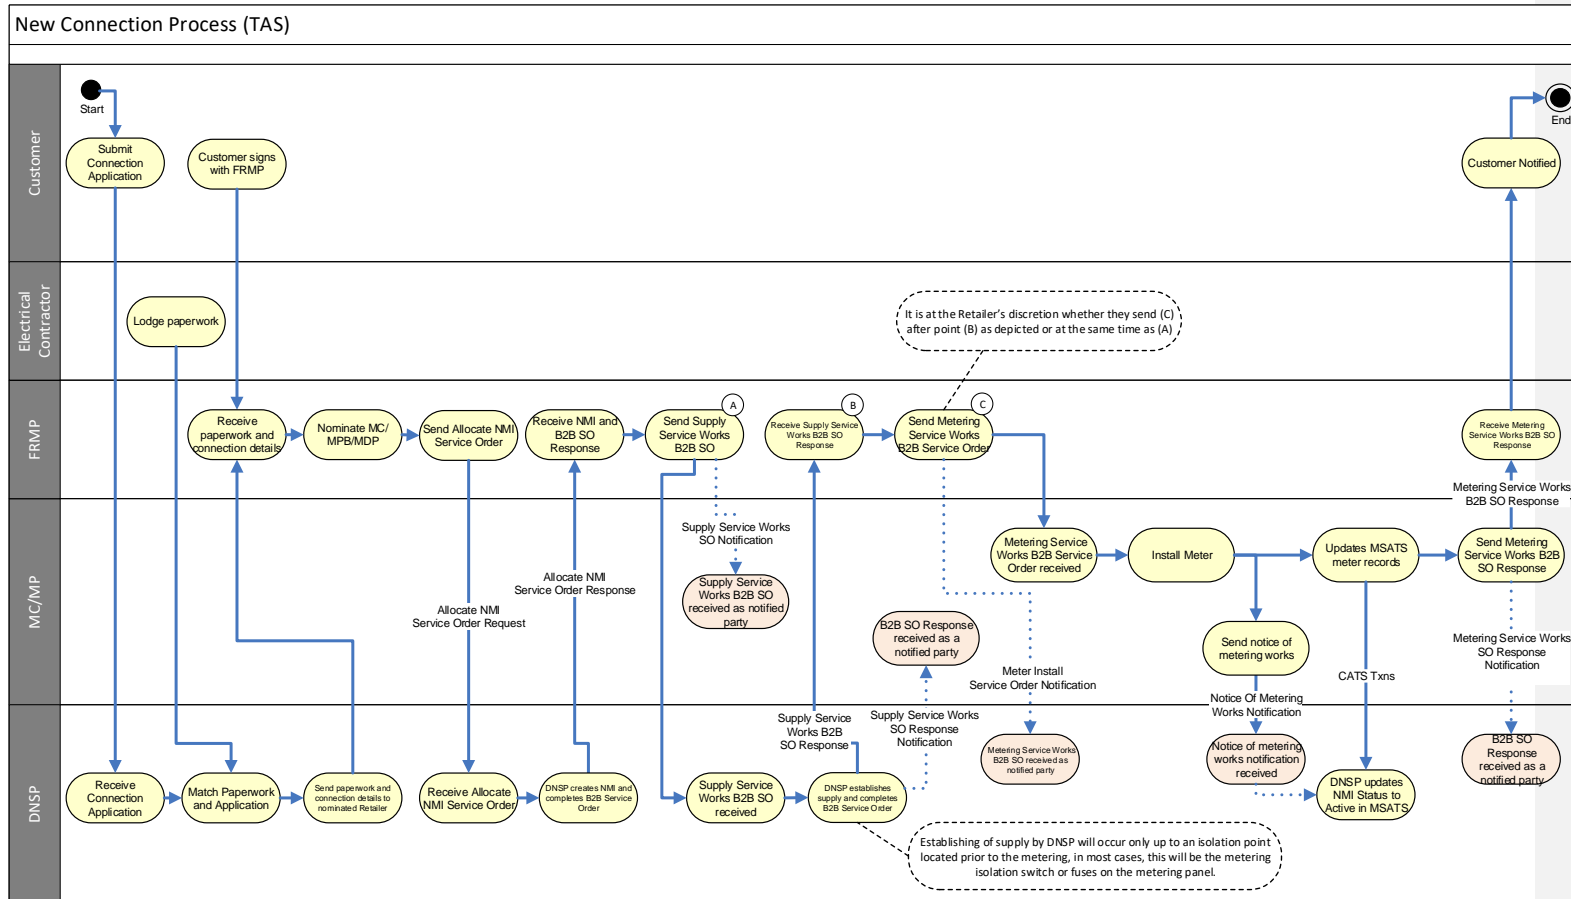 New Connection Process (TAS)
Customer
Start
Submit
Connection
Application
Customer signs
with FRMP
Customer Notified
End
Electrical
Contractor
Lodge paperwork
It is at the Retailer's discretion whether they send (C)
after point (B) as depicted or at the same time as (A)
FRMP
Receive
paperwork and
connection details
Nominate MC/
MPB/MDP
Send Allocate NMI
Service Order
Receive NMI and
B2B SO
Response
Send Supply
Service Works
B2B SO
A
Receive Supply Service
Works B2B SO
Response
B
Send Metering
Service Works
B2B Service Order
C
Receive Metering
Service Works B2B SO
Response
Metering Service Works
B2B SO Response
MC/MP
Supply Service Works
SO Notification
Supply Service
Works B2B SO
received as notified
party
Allocate NMI
Service Order Response
Allocate NMI
Service Order Request
B2B SO Response
received as a
notified party
Metering Service
Works B2B Service
Order received
Install Meter
Updates MSATS
meter records
Send Metering
Service Works B2B
SO Response
Send notice of
metering works
Meter Install
Service Order Notification
CATS Txns
Metering Service Works
SO Response
Notification
Notice Of Metering
Works Notification
Supply Service
Works B2B
SO Response
Supply Service Works
SO Response
Notification
DNSP
Receive
Connection
Application
Match Paperwork
and Application
Send paperwork and
connection details to
nominated Retailer
Receive Allocate
NMI Service Order
DNSP creates NMI and
completes B2B Service
Order
Supply Service
Works B2B SO
received
DNSP establishes
supply and completes
B2B Service Order
Metering Service Works
B2B SO received as
notified party
Notice of metering
works notification
received
DNSP updates
NMI Status to
Active in MSATS
B2B SO
Response
received as a
notified party
Establishing of supply by DNSP will occur only up to an isolation point
located prior to the metering, in most cases, this will be the metering
isolation switch or fuses on the metering panel.